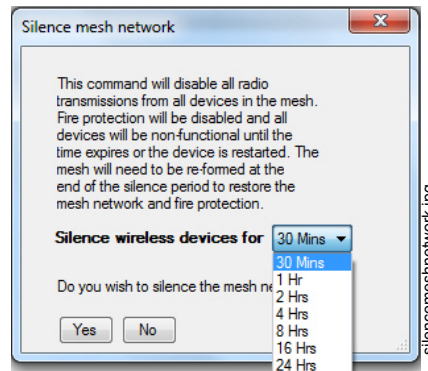 Silence mesh network
This command will disable all radio
transmissions from all devices in the mesh.
Fire protection will be disabled and all
devices will be non-functional until the
time expires or the device is restarted. The
mesh will need to be re-formed at the
end of the silence period to restore the
mesh network and fire protection.
Silence wireless devices for 30 Mins
30 Mins
1 Hr
2 Hrs
4 Hrs
8 Hrs
16 Hrs
24 Hrs
Do you wish to silence the mesh ne
Yes No
silencemeshnetwork.jpg